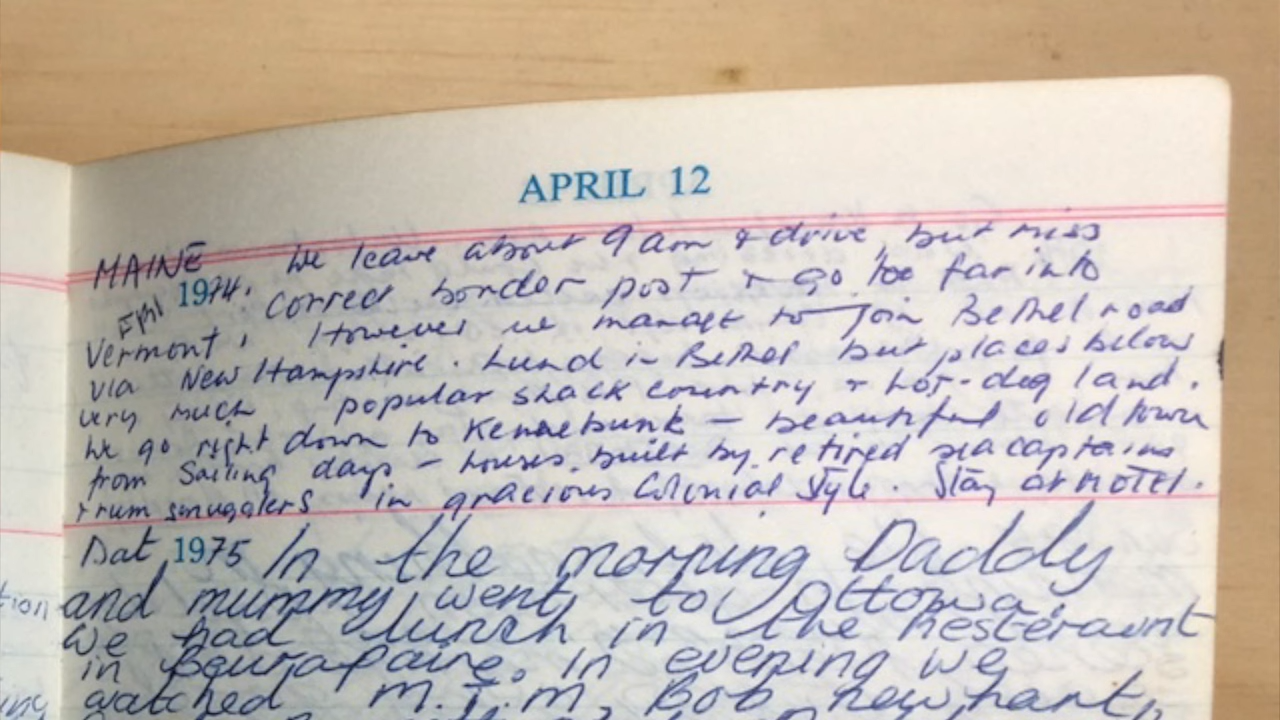 APRIL 12
MAINE We leave about 9 am & drive, but miss
Fri 1974. correct border post & go too far into
Vermont, However we manage to join Bethel road
via New Hampshire. Lunch in Bethel but places below
very much popular shack country & hot-dog land.
We go right down to Kennebunk - beautiful old town
from Sailing days - houses built by retired sea captains
& rum smugglers in gracious Colonial Style. Stay at MOTEL.
Sat 1975 In the morning Daddy
and mummy went to Ottowa.
We had lunch in the Resteraunt
in. In evening we
watched M.T.M, Bob newhart,
tion